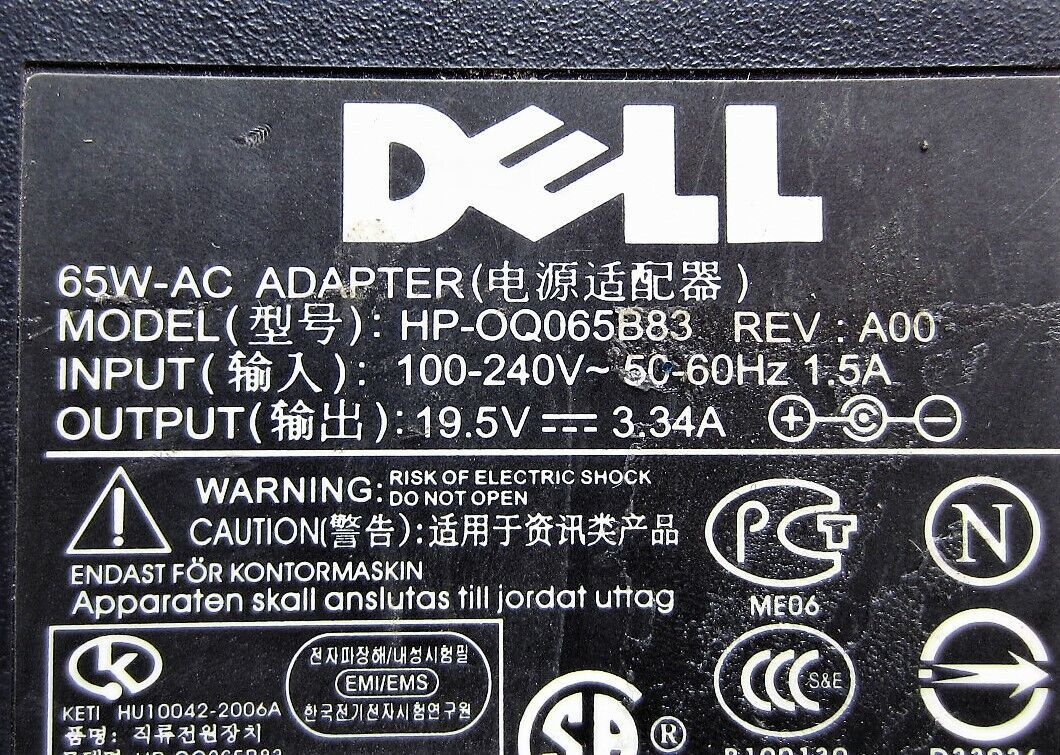 DELL
65W-AC ADAPTER(电源适配器)
MODEL(型号): HP-OQ065B83 REV : A00
INPUT(输入): 100-240V~ 50-60Hz 1.5A
OUTPUT(输出):19.5V ⎓ 3.34A + −
WARNING: RISK OF ELECTRIC SHOCK
DO NOT OPEN
CAUTION(警告):适用于资讯类产品
ENDAST FÖR KONTORMASKIN
Apparaten skall anslutas till jordat uttag
PCT
ME06
N
전자파장해/내성시험필
EMI/EMS
한국전기전자시험연구원
KETI HU10042-2006A
품명: 직류전원장치
CCC S&E
SA ®